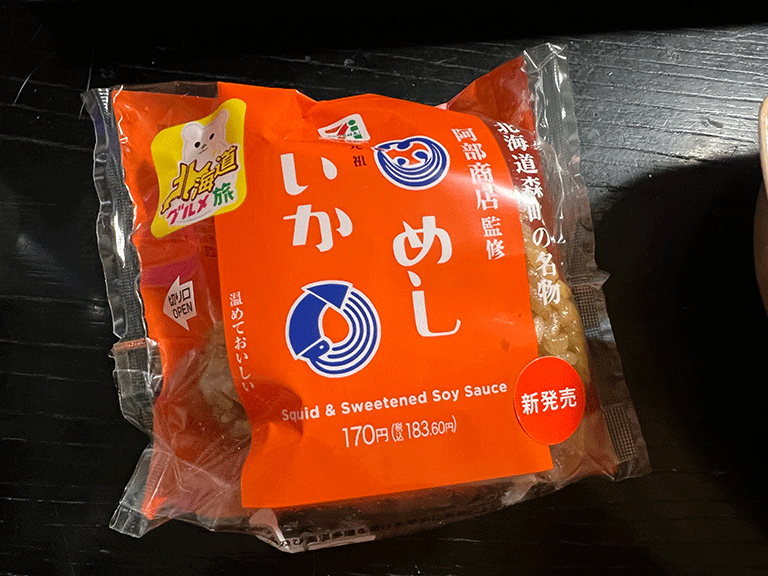 北海道森町の名物
阿部商店監修
元祖
いか
めし
北海道
グルメ旅
切り口
OPEN
温めておいしい
Squid & Sweetened Soy Sauce
170円(税込183.60円)
新発売